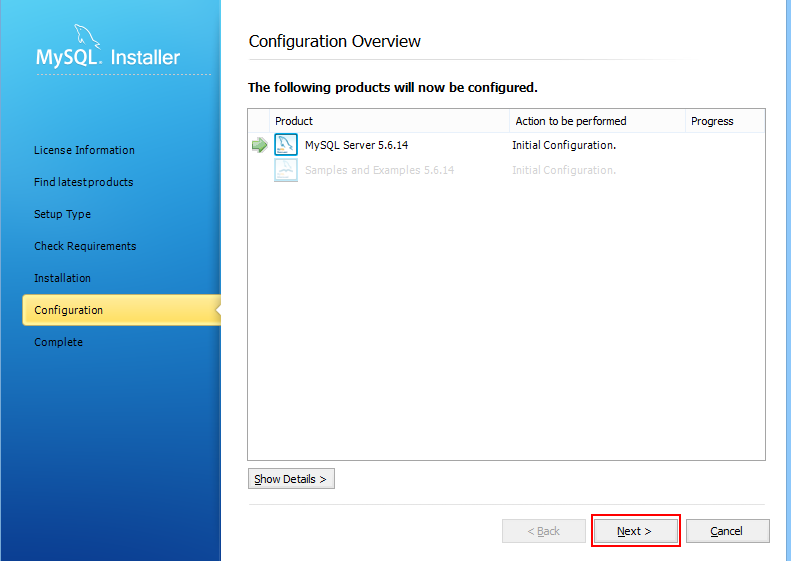 MySQL. Installer
License Information
Find latest products
Setup Type
Check Requirements
Installation
Configuration
Complete
Configuration Overview
The following products will now be configured.
Product Action to be performed Progress
MySQL Server 5.6.14 Initial Configuration.
Samples and Examples 5.6.14 Initial Configuration.
Show Details >
< Back Next > Cancel